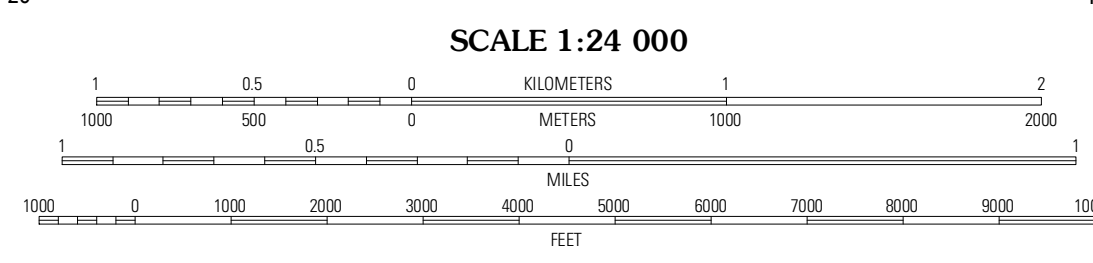 SCALE 1:24 000
1 0.5 0 KILOMETERS 1 2
1000 500 0 METERS 1000 2000
1 0.5 0 1
MILES
1000 0 1000 2000 3000 4000 5000 6000 7000 8000 9000
FEET